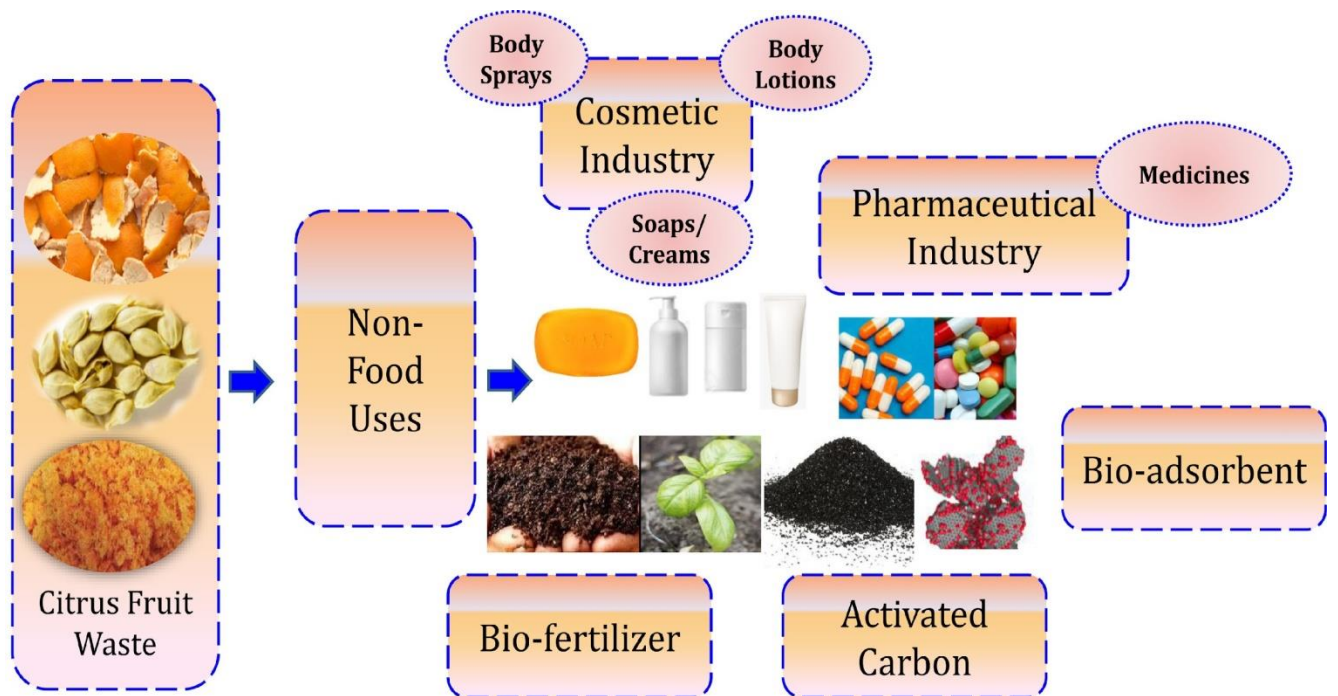 Citrus Fruit
Waste
Non-
Food
Uses
Body
Sprays
Body
Lotions
Cosmetic
Industry
Soaps/
Creams
Medicines
Pharmaceutical
Industry
Bio-adsorbent
Bio-fertilizer
Activated
Carbon